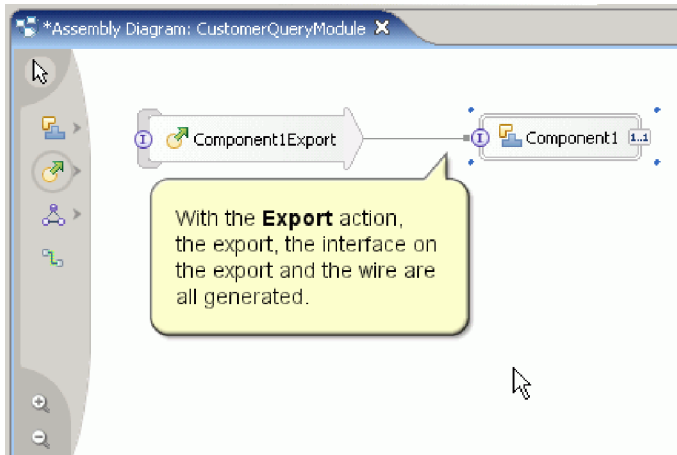 *Assembly Diagram: CustomerQueryModule
I Component1Export
I Component1 1..1
With the Export action,
the export, the interface on
the export and the wire are
all generated.